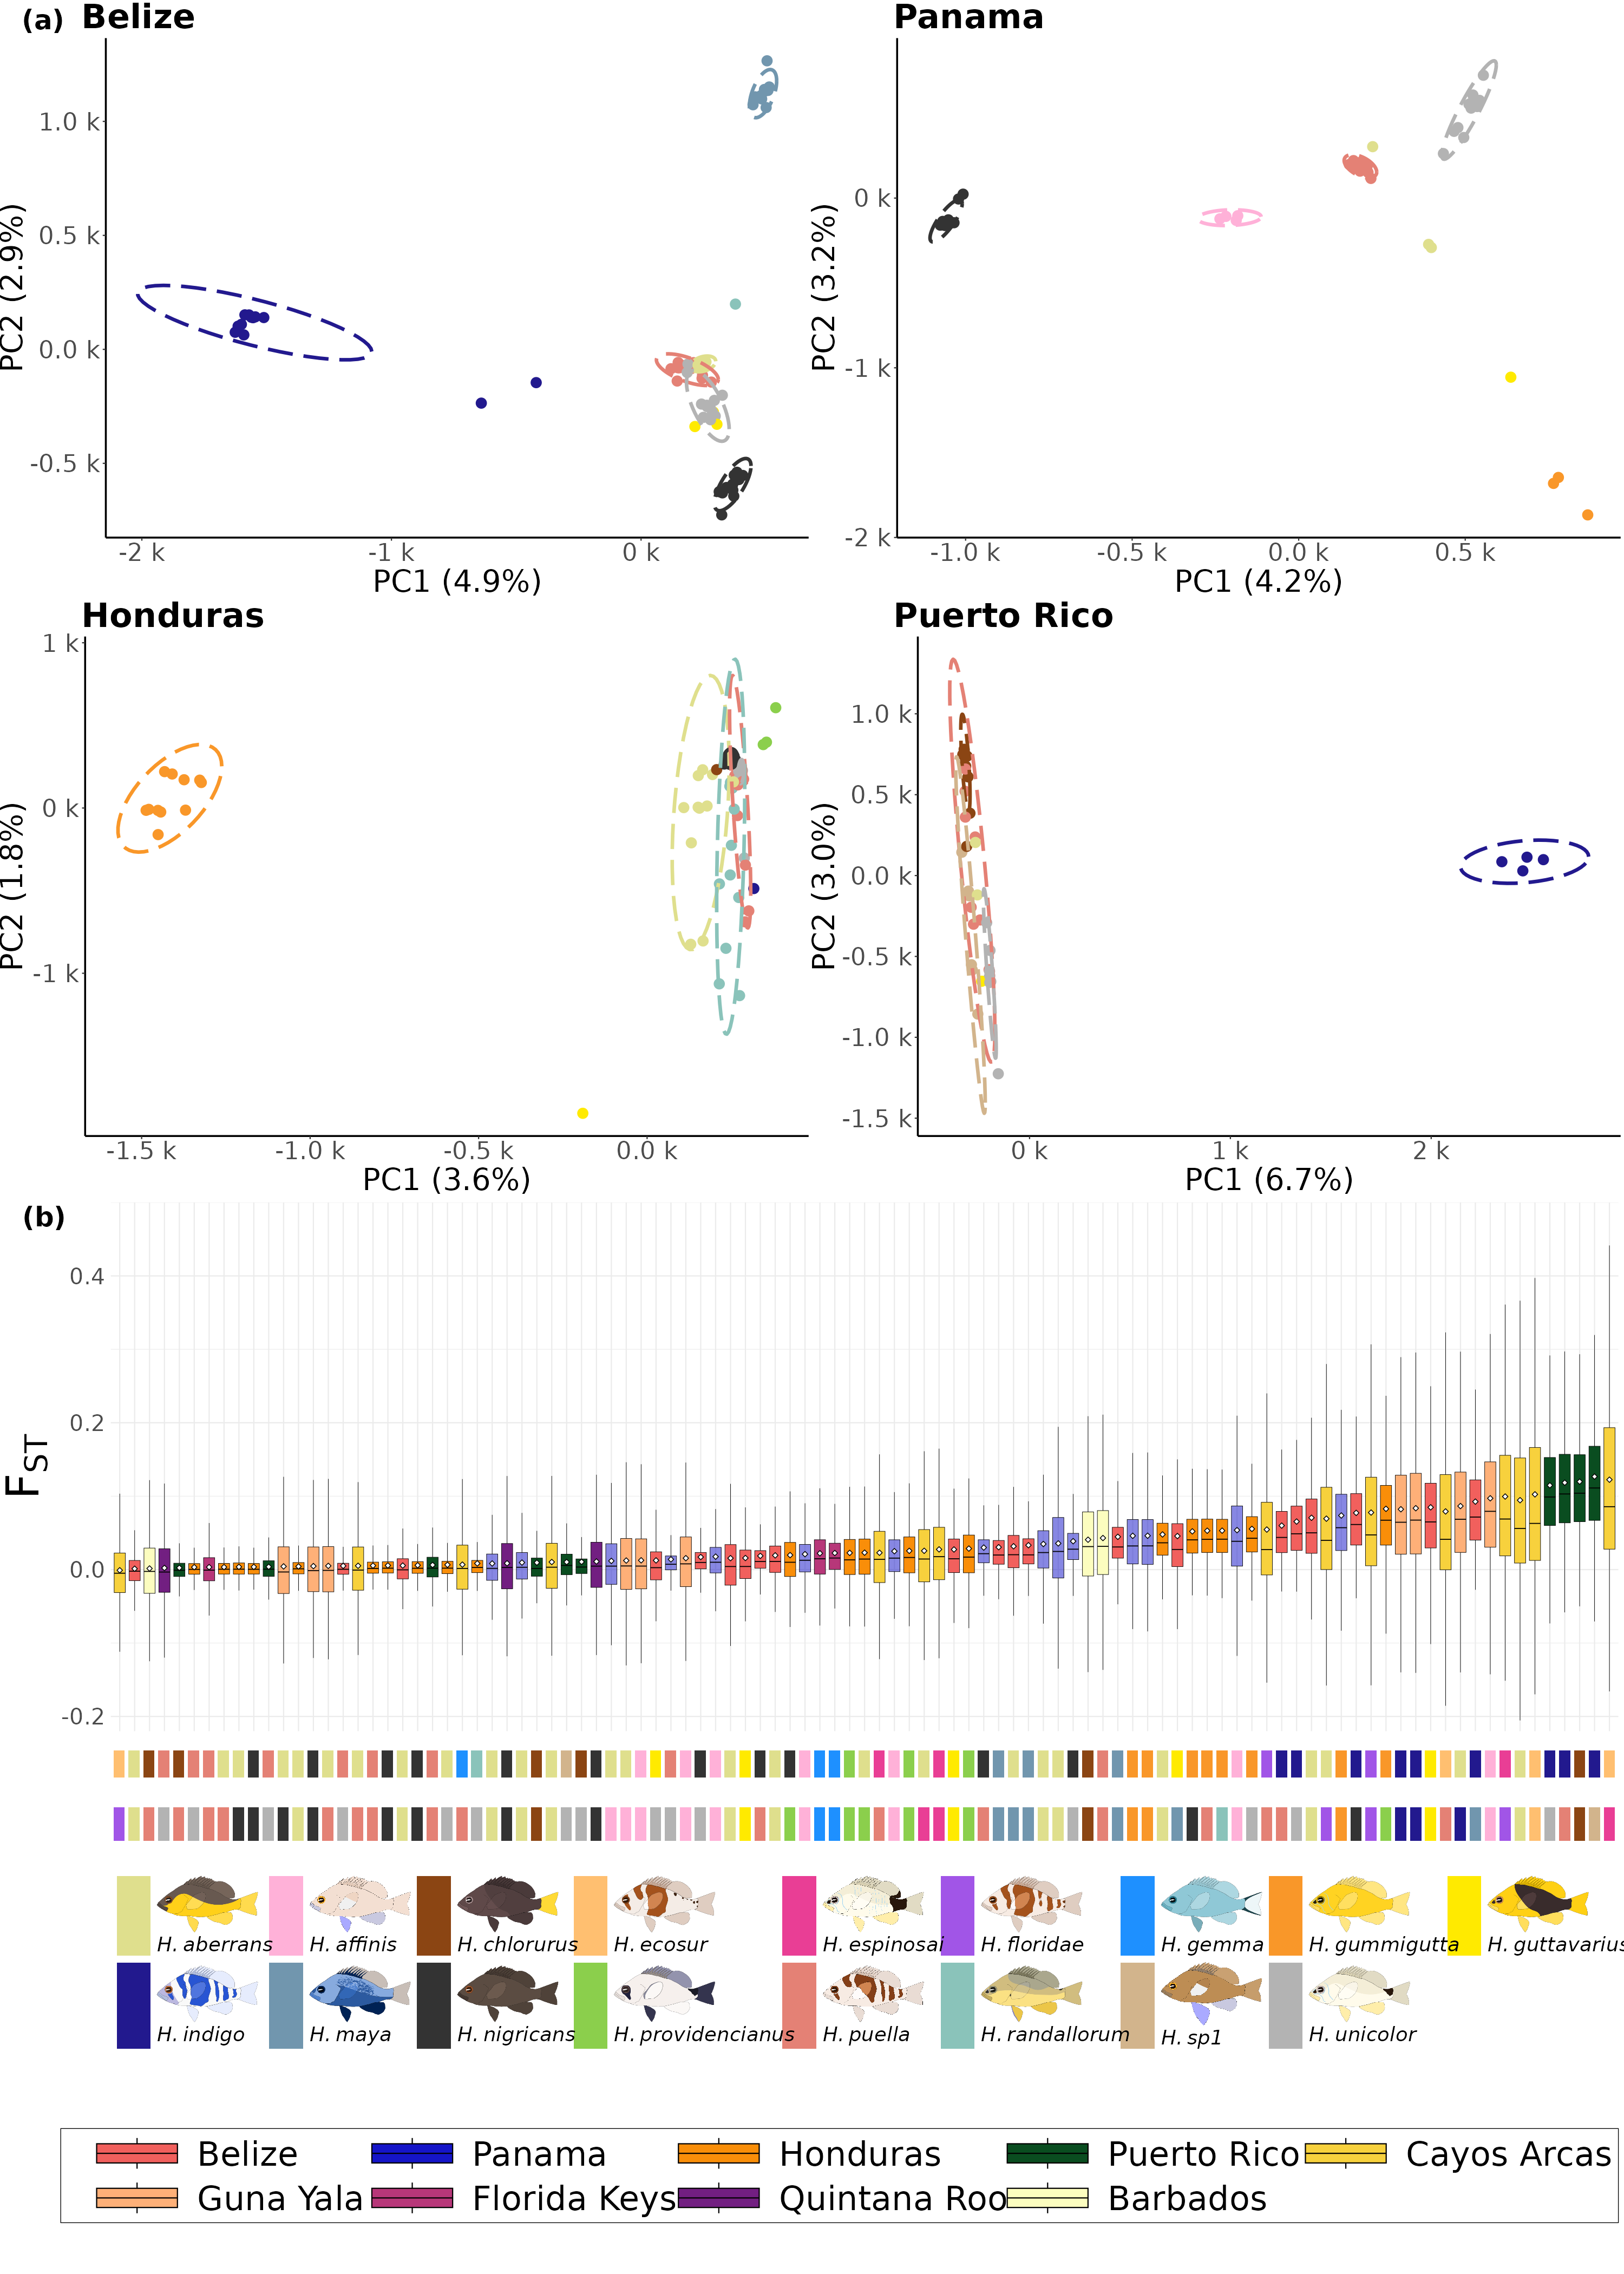 (a) Belize
Panama
1.0 k
0.5 k
0.0 k
-0.5 k
PC2 (2.9%)
-2 k -1 k 0 k
PC1 (4.9%)
0 k
-1 k
-2 k
PC2 (3.2%)
-1.0 k -0.5 k 0.0 k 0.5 k
PC1 (4.2%)
Honduras
Puerto Rico
1 k
0 k
-1 k
PC2 (1.8%)
-1.5 k -1.0 k -0.5 k 0.0 k
PC1 (3.6%)
1.0 k
0.5 k
0.0 k
-0.5 k
-1.0 k
-1.5 k
PC2 (3.0%)
0 k 1 k 2 k
PC1 (6.7%)
(b)
0.4
0.2
0.0
-0.2
FST
H. aberrans H. affinis H. chlorurus H. ecosur H. espinosai H. floridae H. gemma H. gummigutta H. guttavarius
H. indigo H. maya H. nigricans H. providencianus H. puella H. randallorum H. sp1 H. unicolor
Belize Panama Honduras Puerto Rico Cayos Arcas
Guna Yala Florida Keys Quintana Roo Barbados